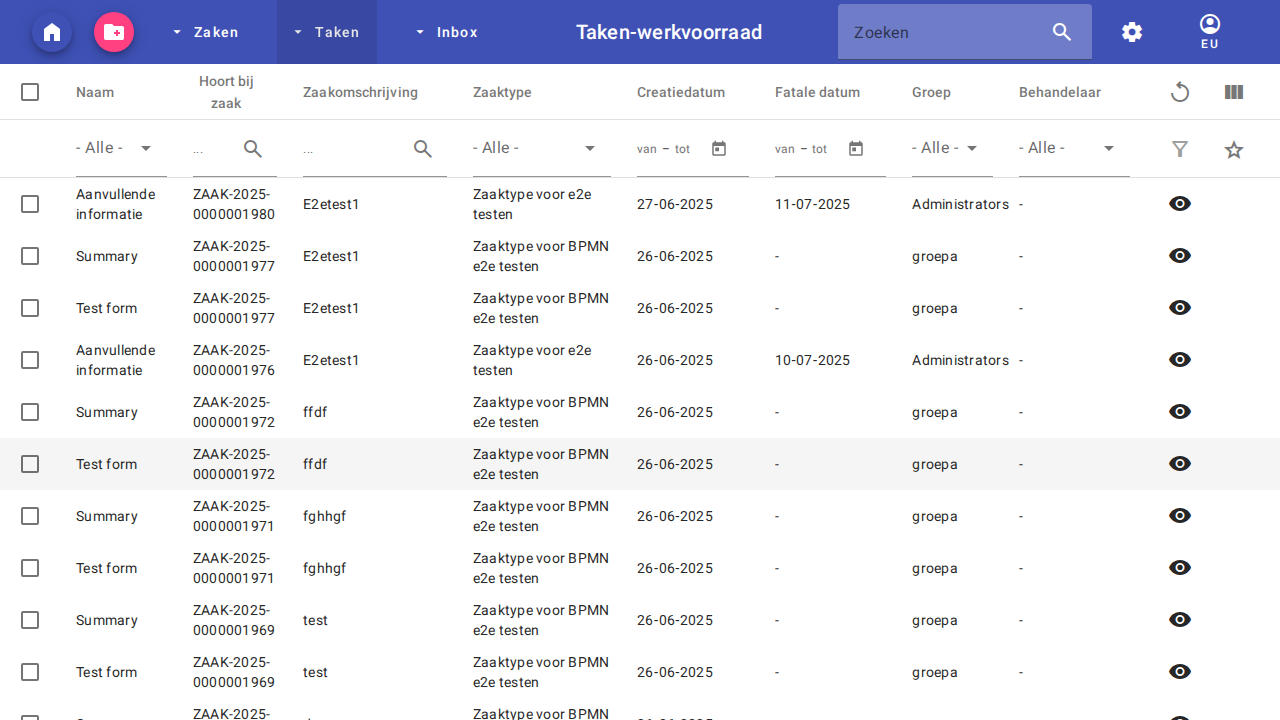 Zaken
Taken
Inbox
Taken-werkvoorraad
Zoeken
EU
Naam
Hoort bij
zaak
Zaakomschrijving
Zaaktype
Creatiedatum
Fatale datum
Groep
Behandelaar
- Alle -
...
...
- Alle -
van – tot
van – tot
- Alle -
- Alle -
Aanvullende
informatie
ZAAK-2025-
0000001980
E2etest1
Zaaktype voor e2e
testen
27-06-2025
11-07-2025
Administrators
-
Summary
ZAAK-2025-
0000001977
E2etest1
Zaaktype voor BPMN
e2e testen
26-06-2025
-
groepa
-
Test form
ZAAK-2025-
0000001977
E2etest1
Zaaktype voor BPMN
e2e testen
26-06-2025
-
groepa
-
Aanvullende
informatie
ZAAK-2025-
0000001976
E2etest1
Zaaktype voor e2e
testen
26-06-2025
10-07-2025
Administrators
-
Summary
ZAAK-2025-
0000001972
ffdf
Zaaktype voor BPMN
e2e testen
26-06-2025
-
groepa
-
Test form
ZAAK-2025-
0000001972
ffdf
Zaaktype voor BPMN
e2e testen
26-06-2025
-
groepa
-
Summary
ZAAK-2025-
0000001971
fghhgf
Zaaktype voor BPMN
e2e testen
26-06-2025
-
groepa
-
Test form
ZAAK-2025-
0000001971
fghhgf
Zaaktype voor BPMN
e2e testen
26-06-2025
-
groepa
-
Summary
ZAAK-2025-
0000001969
test
Zaaktype voor BPMN
e2e testen
26-06-2025
-
groepa
-
Test form
ZAAK-2025-
0000001969
test
Zaaktype voor BPMN
e2e testen
26-06-2025
-
groepa
-
ZAAK-2025-
Zaaktype voor BPMN